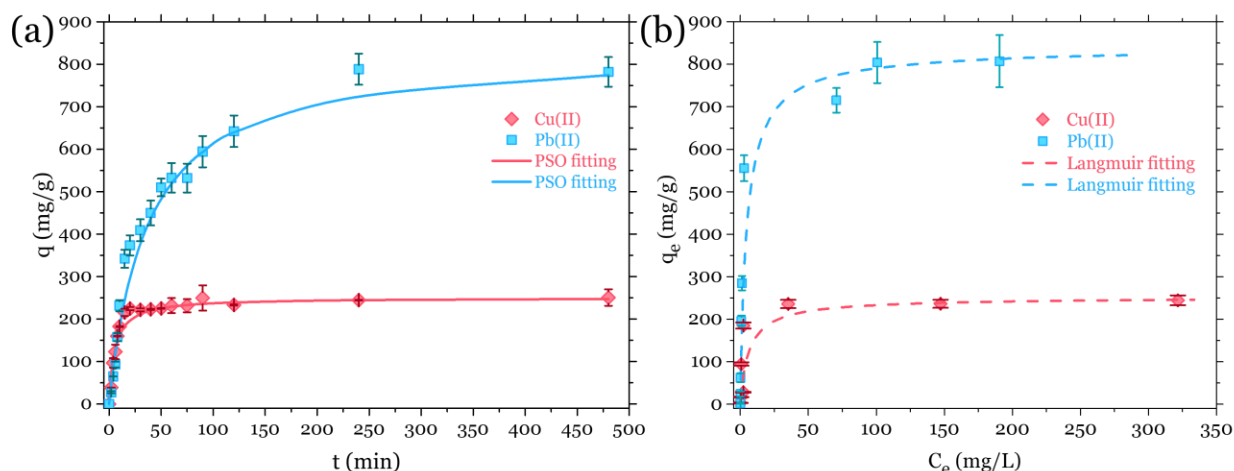 (a)
900
800
700
600
500
400
300
200
100
0
q (mg/g)
Cu(II)
Pb(II)
PSO fitting
PSO fitting
0 50 100 150 200 250 300 350 400 450 500
t (min)
(b)
900
800
700
600
500
400
300
200
100
0
qₑ (mg/g)
Cu(II)
Pb(II)
Langmuir fitting
Langmuir fitting
0 50 100 150 200 250 300 350
Cₑ (mg/L)